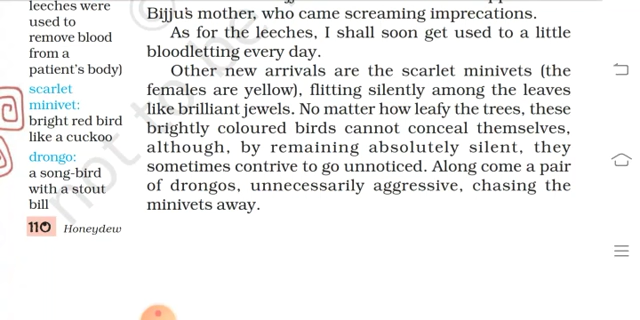 leeches were
used to
remove blood
from a
patient's body)
scarlet
minivet:
bright red bird
like a cuckoo
drongo:
a song-bird
with a stout
bill
110 Honeydew
Bijju's mother, who came screaming imprecations.
As for the leeches, I shall soon get used to a little
bloodletting every day.
Other new arrivals are the scarlet minivets (the
females are yellow), flitting silently among the leaves
like brilliant jewels. No matter how leafy the trees, these
brightly coloured birds cannot conceal themselves,
although, by remaining absolutely silent, they
sometimes contrive to go unnoticed. Along come a pair
of drongos, unnecessarily aggressive, chasing the
minivets away.
not to be